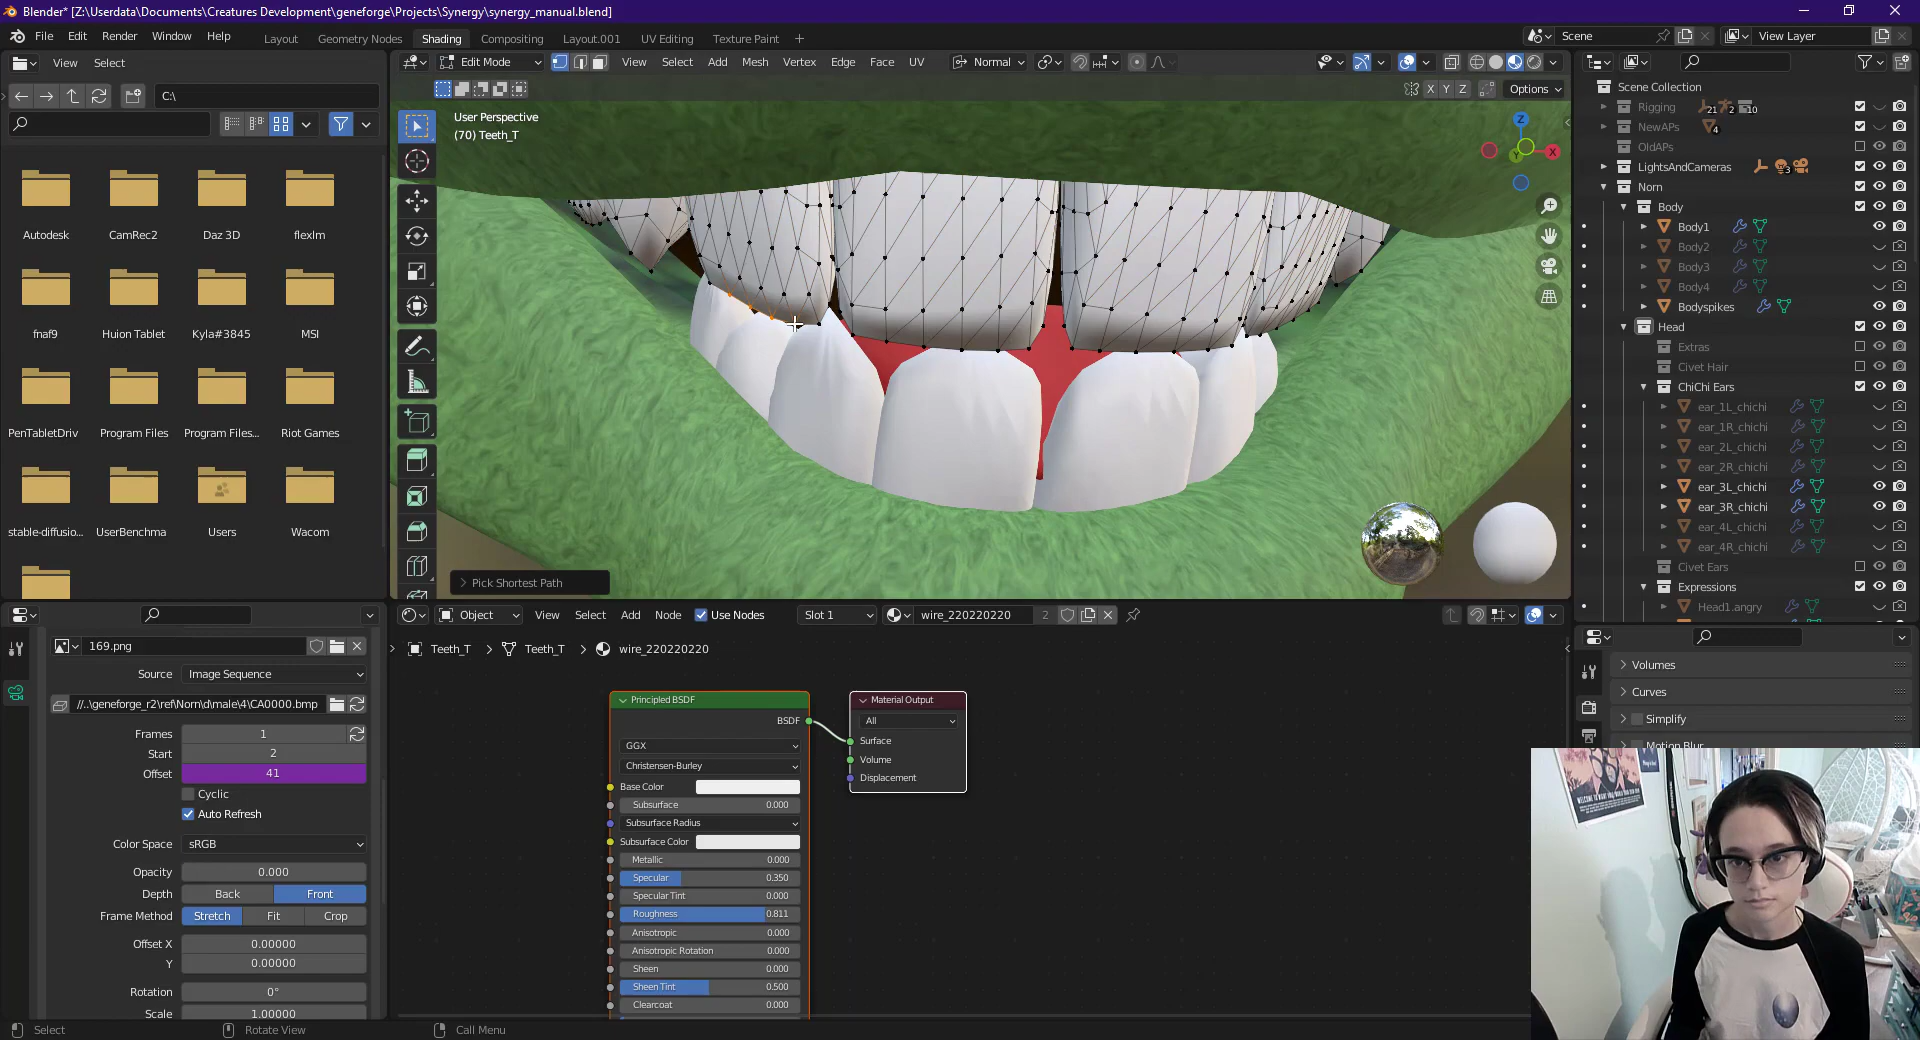 Blender* [Z:\Userdata\Documents\Creatures Development\geneforge\Projects\Synergy\synergy_manual.blend]
File Edit Render Window Help Layout Geometry Nodes Shading Compositing Layout.001 UV Editing Texture Paint + Scene View Layer
View Select Edit Mode View Select Add Mesh Vertex Edge Face UV Normal
C:\ X Y Z Options
User Perspective
(70) Teeth_T
Z
X
Y
Autodesk CamRec2 Daz 3D flexlm
fnaf9 Huion Tablet Kyla#3845 MSI
PenTabletDriv Program Files Program Files... Riot Games
stable-diffusio... UserBenchma Users Wacom
Pick Shortest Path
Scene Collection
Rigging 21 2 10
NewAPs 4
OldAPs
LightsAndCameras 3
Norn
Body
Body1
Body2
Body3
Body4
Bodyspikes
Head
Extras
Civet Hair
ChiChi Ears
ear_1L_chichi
ear_1R_chichi
ear_2L_chichi
ear_2R_chichi
ear_3L_chichi
ear_3R_chichi
ear_4L_chichi
ear_4R_chichi
Civet Ears
Expressions
Head1.angry
169.png
Source Image Sequence
//..\geneforge_r2\ref\Norn\d\male\4\CA0000.bmp
Frames 1
Start 2
Offset 41
Cyclic
Auto Refresh
Color Space sRGB
Opacity 0.000
Depth Back Front
Frame Method Stretch Fit Crop
Offset X 0.00000
Y 0.00000
Rotation 0°
Scale 1.00000
Object View Select Add Node Use Nodes Slot 1 wire_220220220 2
Teeth_T Teeth_T wire_220220220
Principled BSDF
BSDF
GGX
Christensen-Burley
Base Color
Subsurface 0.000
Subsurface Radius
Subsurface Color
Metallic 0.000
Specular 0.350
Specular Tint 0.000
Roughness 0.811
Anisotropic 0.000
Anisotropic Rotation 0.000
Sheen 0.000
Sheen Tint 0.500
Clearcoat 0.000
Material Output
All
Surface
Volume
Displacement
Volumes
Curves
Simplify
Motion Blur
Select Rotate View Call Menu